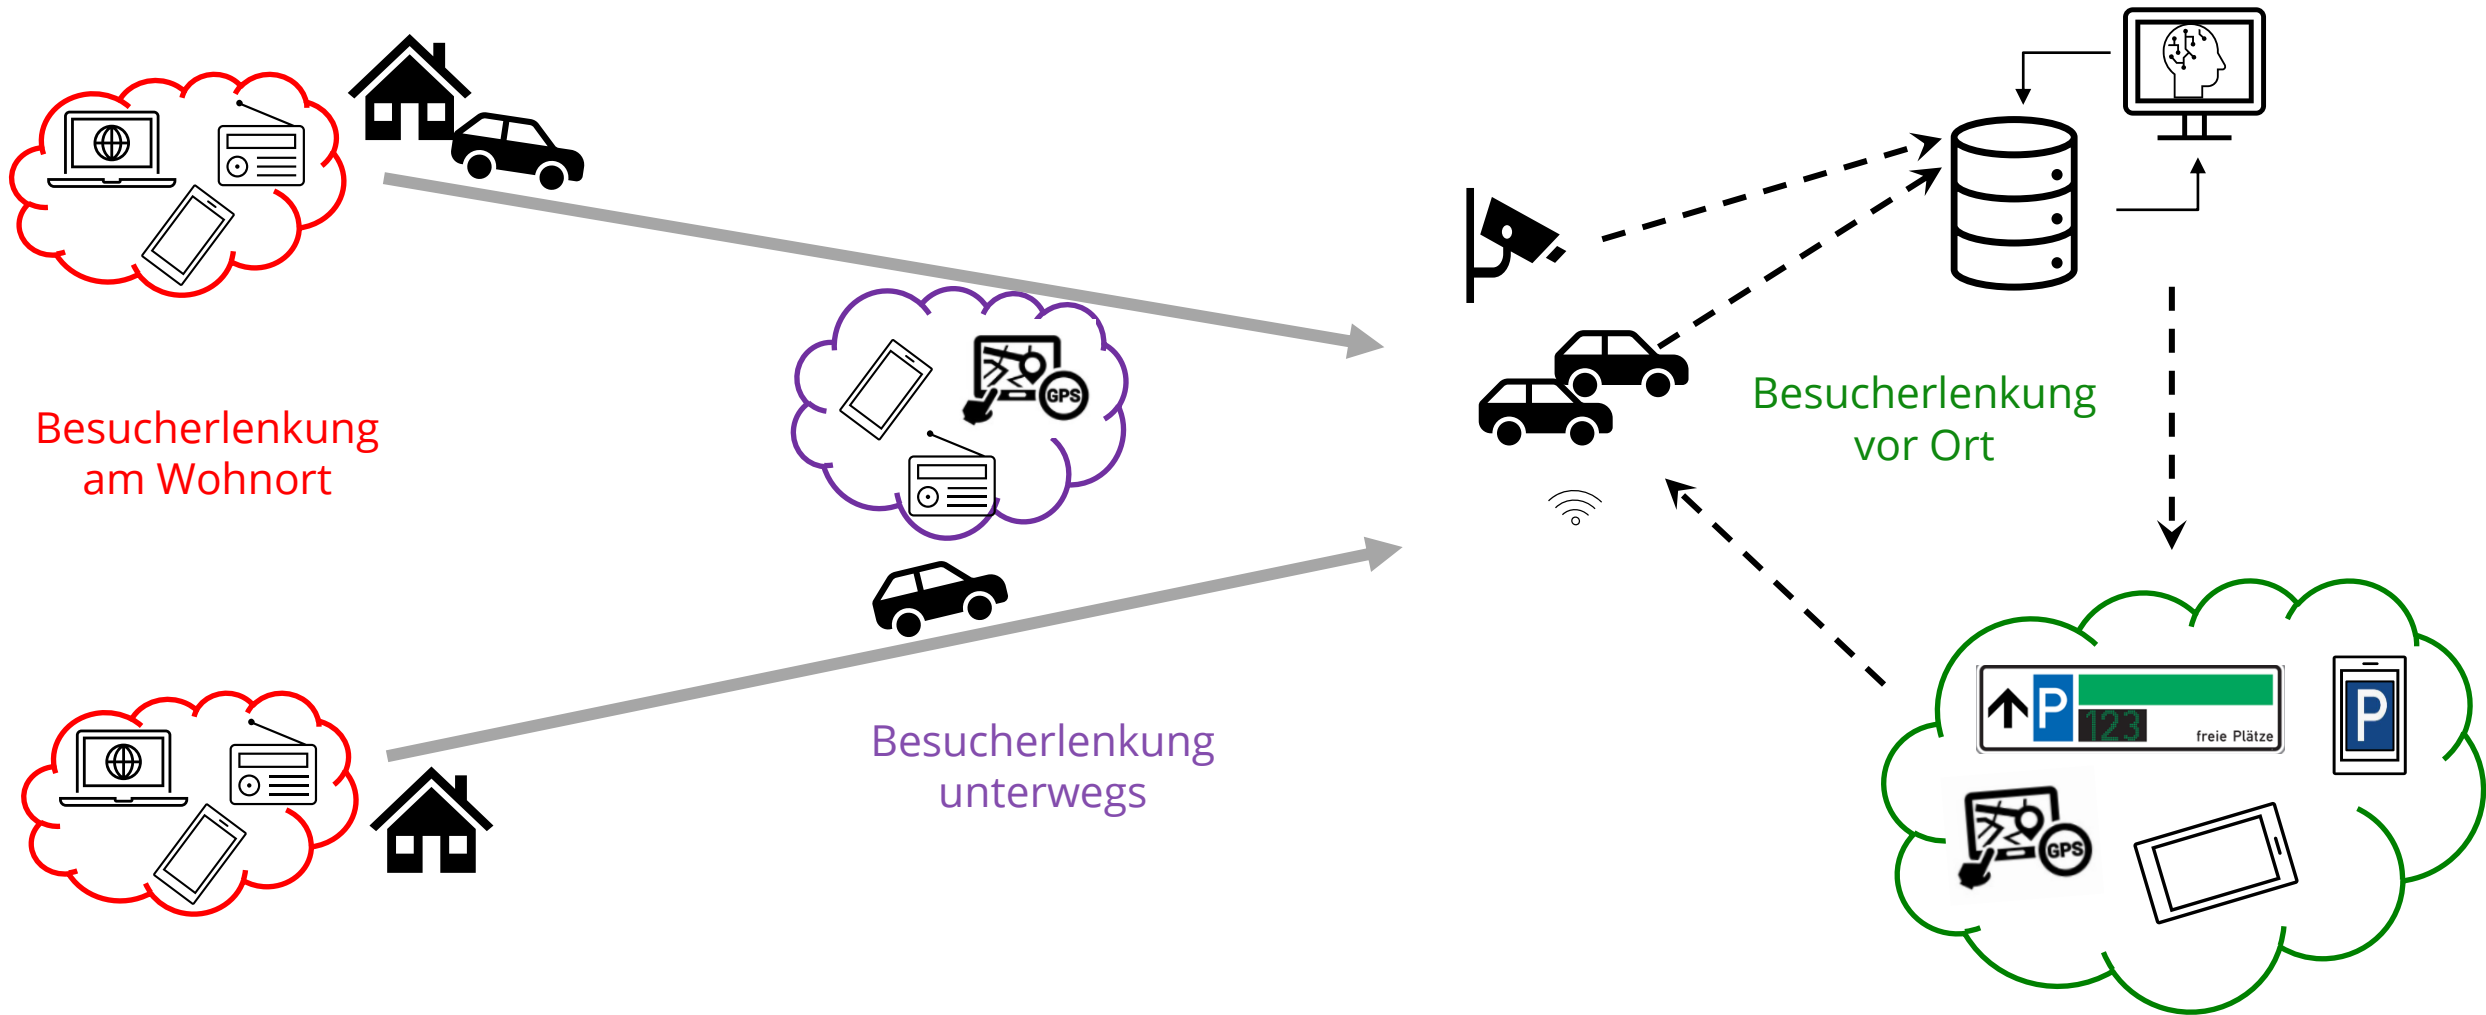 Besucherlenkung
am Wohnort
GPS
Besucherlenkung
unterwegs
Besucherlenkung
vor Ort
P
123
freie Plätze
P
GPS